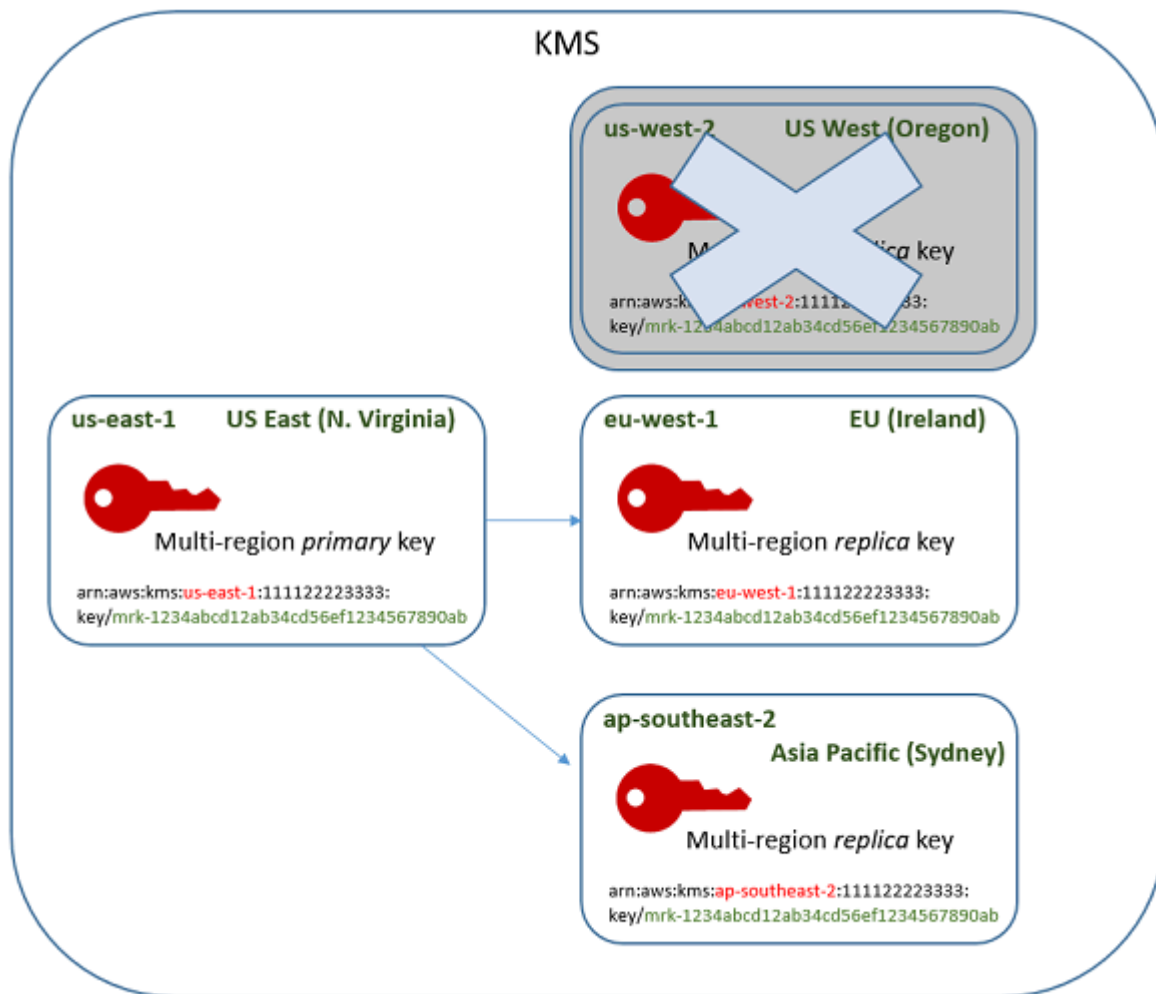 KMS
us-west-2 US West (Oregon)
key
arn:aws:k west-2:11112 3:
key/mrk-1234abcd12ab34cd56ef1234567890ab
us-east-1 US East (N. Virginia)
Multi-region primary key
arn:aws:kms:us-east-1:111122223333:
key/mrk-1234abcd12ab34cd56ef1234567890ab
eu-west-1 EU (Ireland)
Multi-region replica key
arn:aws:kms:eu-west-1:111122223333:
key/mrk-1234abcd12ab34cd56ef1234567890ab
ap-southeast-2
Asia Pacific (Sydney)
Multi-region replica key
arn:aws:kms:ap-southeast-2:111122223333:
key/mrk-1234abcd12ab34cd56ef1234567890ab